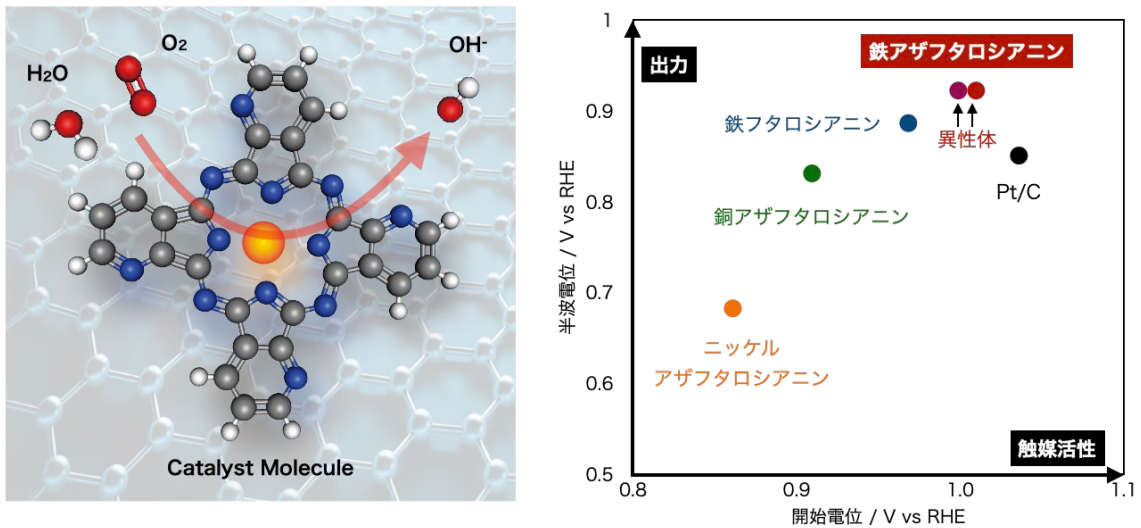 O₂
OH-
H₂O
Catalyst Molecule
1
0.9
0.8
0.7
0.6
0.5
半波電位 / V vs RHE
出力
鉄アザフタロシアニン
鉄フタロシアニン
異性体
Pt/C
銅アザフタロシアニン
ニッケル
アザフタロシアニン
触媒活性
0.8
0.9
1.0
1.1
開始電位 / V vs RHE